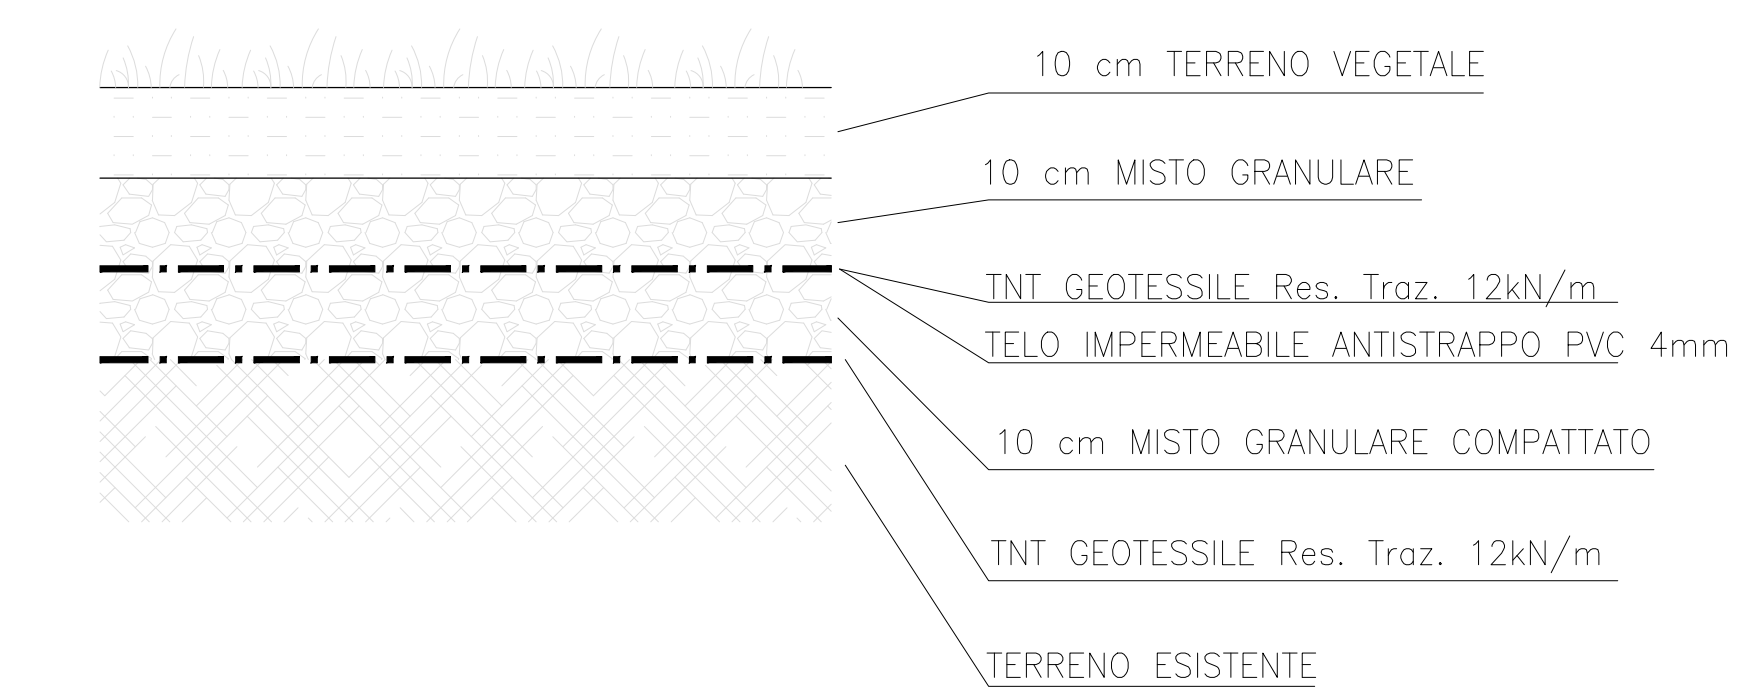 10 cm TERRENO VEGETALE
10 cm MISTO GRANULARE
TNT GEOTESSILE Res. Traz. 12kN/m
TELO IMPERMEABILE ANTISTRAPPO PVC 4mm
10 cm MISTO GRANULARE COMPATTATO
TNT GEOTESSILE Res. Traz. 12kN/m
TERRENO ESISTENTE